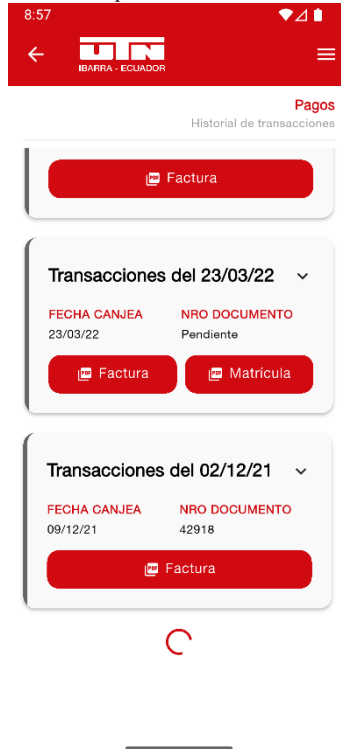 8:57
UTN
IBARRA - ECUADOR
Pagos
Historial de transacciones
Factura
Transacciones del 23/03/22
FECHA CANJEA NRO DOCUMENTO
23/03/22 Pendiente
Factura Matrícula
Transacciones del 02/12/21
FECHA CANJEA NRO DOCUMENTO
09/12/21 42918
Factura